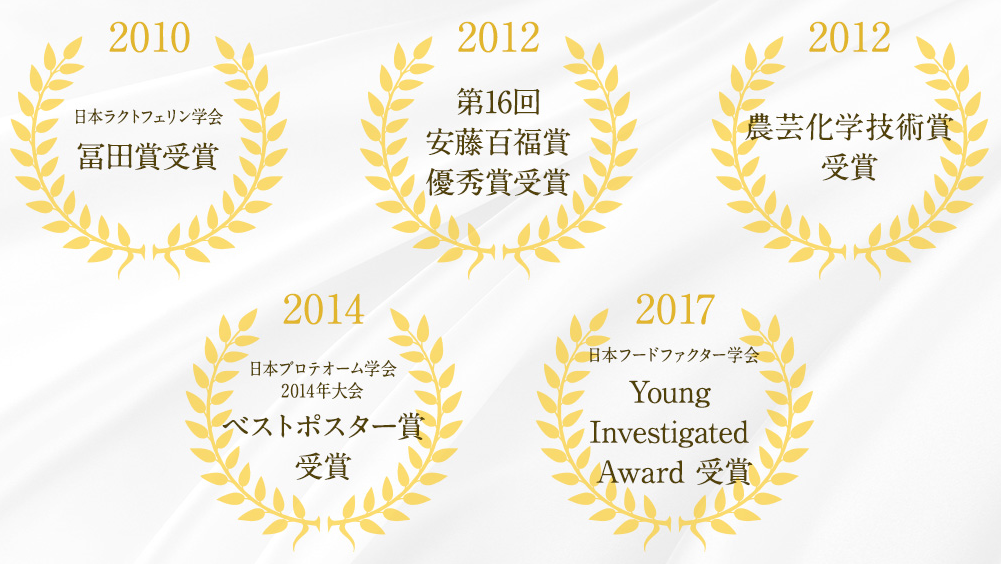 2010
日本ラクトフェリン学会
冨田賞受賞
2012
第16回
安藤百福賞
優秀賞受賞
2012
農芸化学技術賞
受賞
2014
日本プロテオーム学会
2014年大会
ベストポスター賞
受賞
2017
日本フードファクター学会
Young
Investigated
Award 受賞